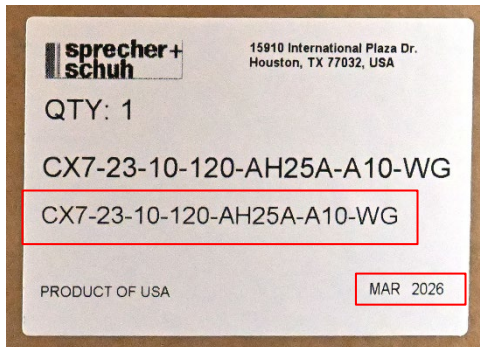 sprecher+
schuh
15910 International Plaza Dr.
Houston, TX 77032, USA
QTY: 1
CX7-23-10-120-AH25A-A10-WG
CX7-23-10-120-AH25A-A10-WG
PRODUCT OF USA
MAR 2026